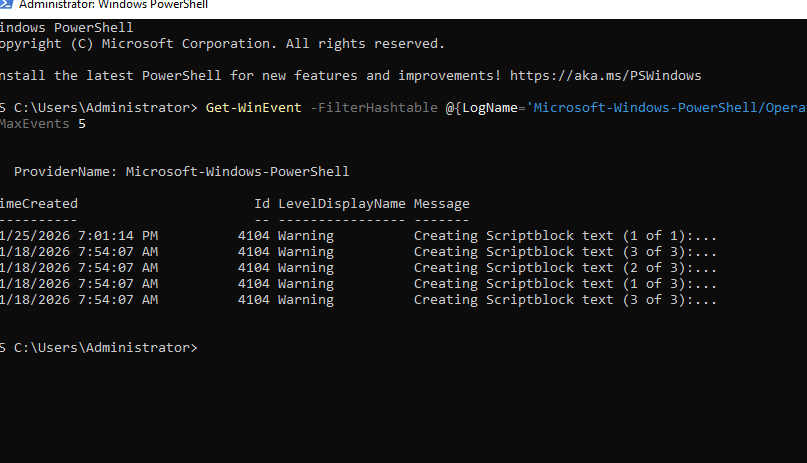 Administrator: Windows PowerShell
indows PowerShell
opyright (C) Microsoft Corporation. All rights reserved.
nstall the latest PowerShell for new features and improvements! https://aka.ms/PSWindows
S C:\Users\Administrator> Get-WinEvent -FilterHashtable @{LogName='Microsoft-Windows-PowerShell/Opera
MaxEvents 5
ProviderName: Microsoft-Windows-PowerShell
imeCreated Id LevelDisplayName Message
---------- -- ---------------- -------
1/25/2026 7:01:14 PM 4104 Warning Creating Scriptblock text (1 of 1):...
1/18/2026 7:54:07 AM 4104 Warning Creating Scriptblock text (3 of 3):...
1/18/2026 7:54:07 AM 4104 Warning Creating Scriptblock text (2 of 3):...
1/18/2026 7:54:07 AM 4104 Warning Creating Scriptblock text (1 of 3):...
1/18/2026 7:54:07 AM 4104 Warning Creating Scriptblock text (3 of 3):...
S C:\Users\Administrator>